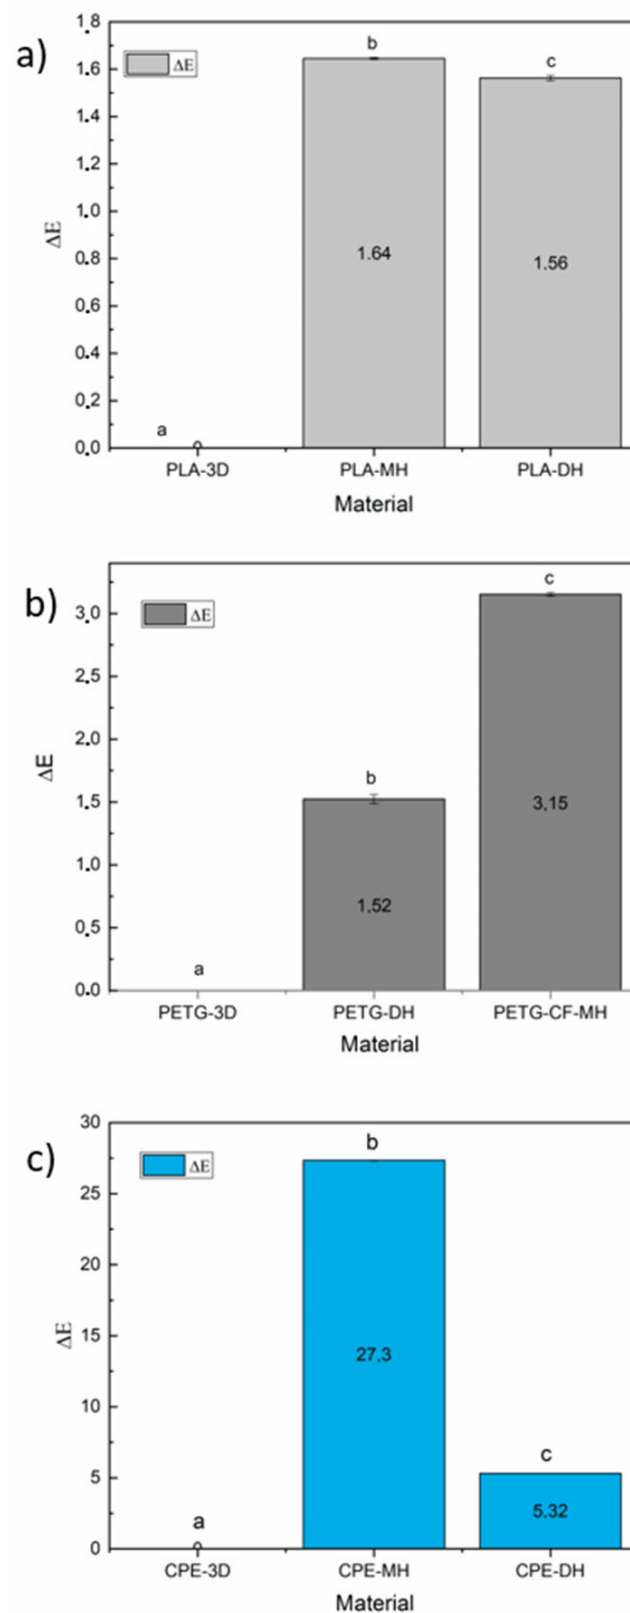 a)
ΔE
1.8
1.6
1.4
1.2
1.0
0.8
0.6
0.4
0.2
0.0
ΔE
a
0
b
1.64
c
1.56
PLA-3D PLA-MH PLA-DH
Material
b)
ΔE
3.0
2.5
2.0
1.5
1.0
0.5
0.0
ΔE
a
b
1,52
c
3,15
PETG-3D PETG-DH PETG-CF-MH
Material
c)
ΔE
30
25
20
15
10
5
0
ΔE
a
0
b
27,3
c
5.32
CPE-3D CPE-MH CPE-DH
Material